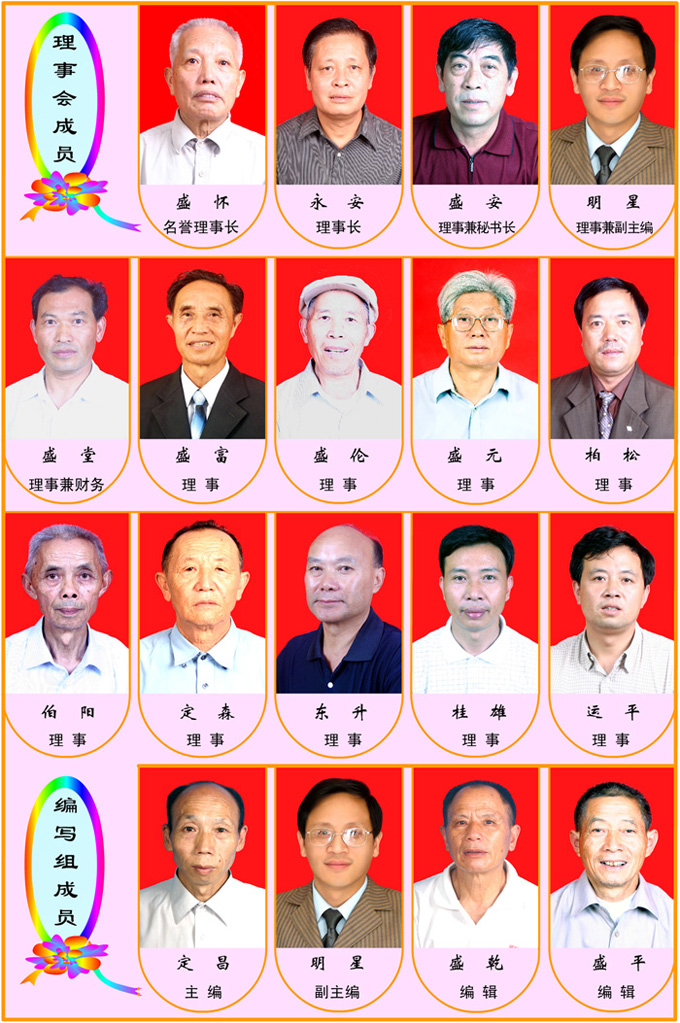 理事会成员
盛 怀
名誉理事长
永 安
理事长
盛 安
理事兼秘书长
明 星
理事兼副主编
盛 堂
理事兼财务
盛 富
理 事
盛 伦
理 事
盛 元
理 事
柏 松
理 事
伯 阳
理 事
定 森
理 事
东 升
理 事
桂 雄
理 事
运 平
理 事
编写组成员
定 昌
主 编
明 星
副主编
盛 乾
编 辑
盛 平
编 辑